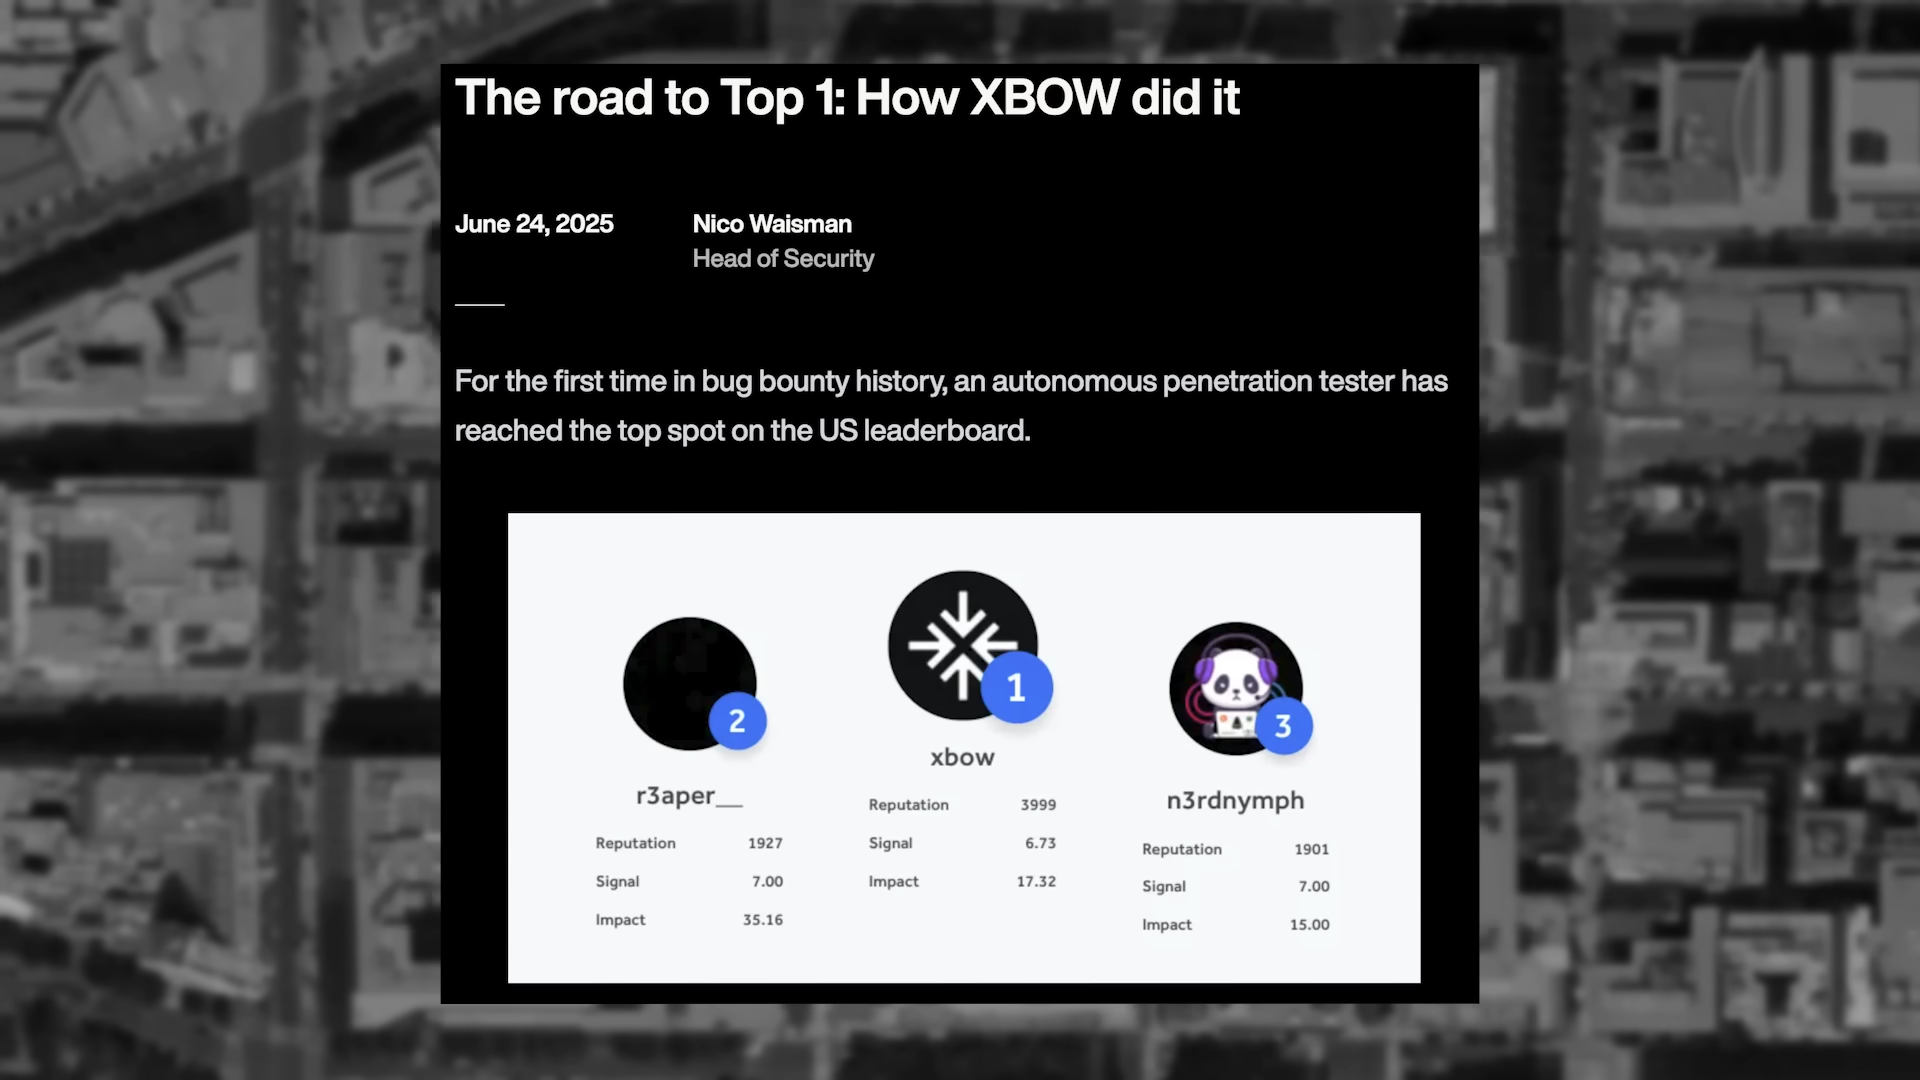 The road to Top 1: How XBOW did it
June 24, 2025
Nico Waisman
Head of Security
For the first time in bug bounty history, an autonomous penetration tester has
reached the top spot on the US leaderboard.
2
r3aper__
Reputation 1927
Signal 7.00
Impact 35.16
1
xbow
Reputation 3999
Signal 6.73
Impact 17.32
3
n3rdnymph
Reputation 1901
Signal 7.00
Impact 15.00